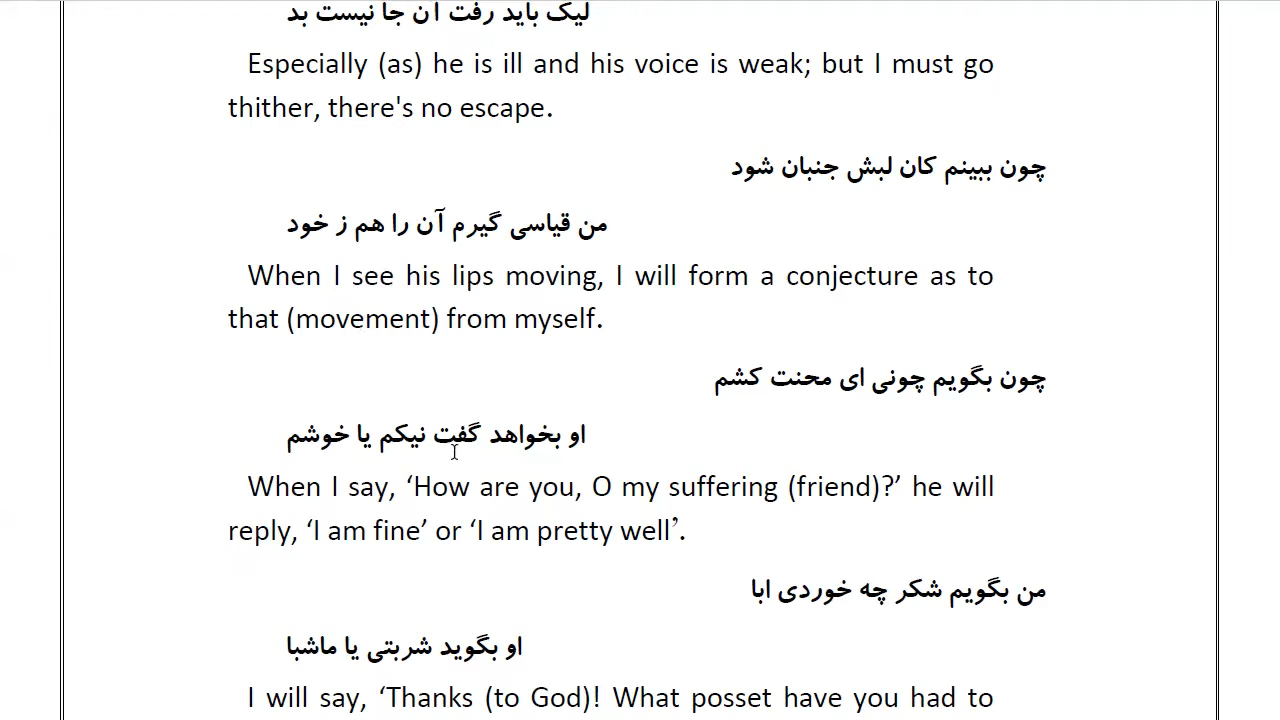 لیک باید رفت آن جا نیست بد
Especially (as) he is ill and his voice is weak; but I must go
thither, there's no escape.
چون ببینم کان لبش جنبان شود
من قیاسی گیرم آن را هم ز خود
When I see his lips moving, I will form a conjecture as to
that (movement) from myself.
چون بگویم چونی ای محنت کشم
او بخواهد گفت نیکم یا خوشم
When I say, ‘How are you, O my suffering (friend)?’ he will
reply, ‘I am fine’ or ‘I am pretty well’.
من بگویم شکر چه خوردی ابا
او بگوید شربتی یا ماشبا
I will say, ‘Thanks (to God)! What posset have you had to